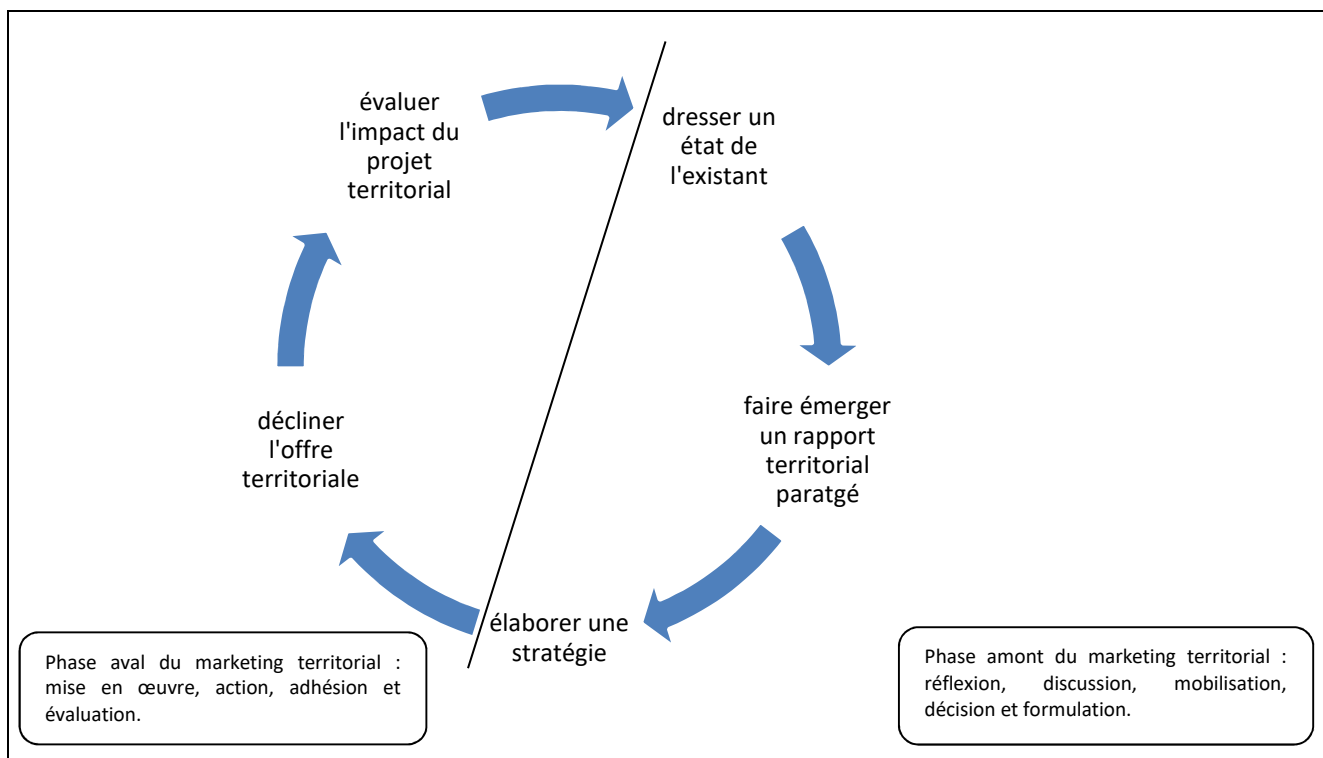 évaluer
l'impact du
projet
territorial
dresser un
état de
l'existant
faire émerger
un rapport
territorial
paratgé
élaborer une
stratégie
décliner
l'offre
territoriale
Phase aval du marketing territorial :
mise en œuvre, action, adhésion et
évaluation.
Phase amont du marketing territorial :
réflexion, discussion, mobilisation,
décision et formulation.